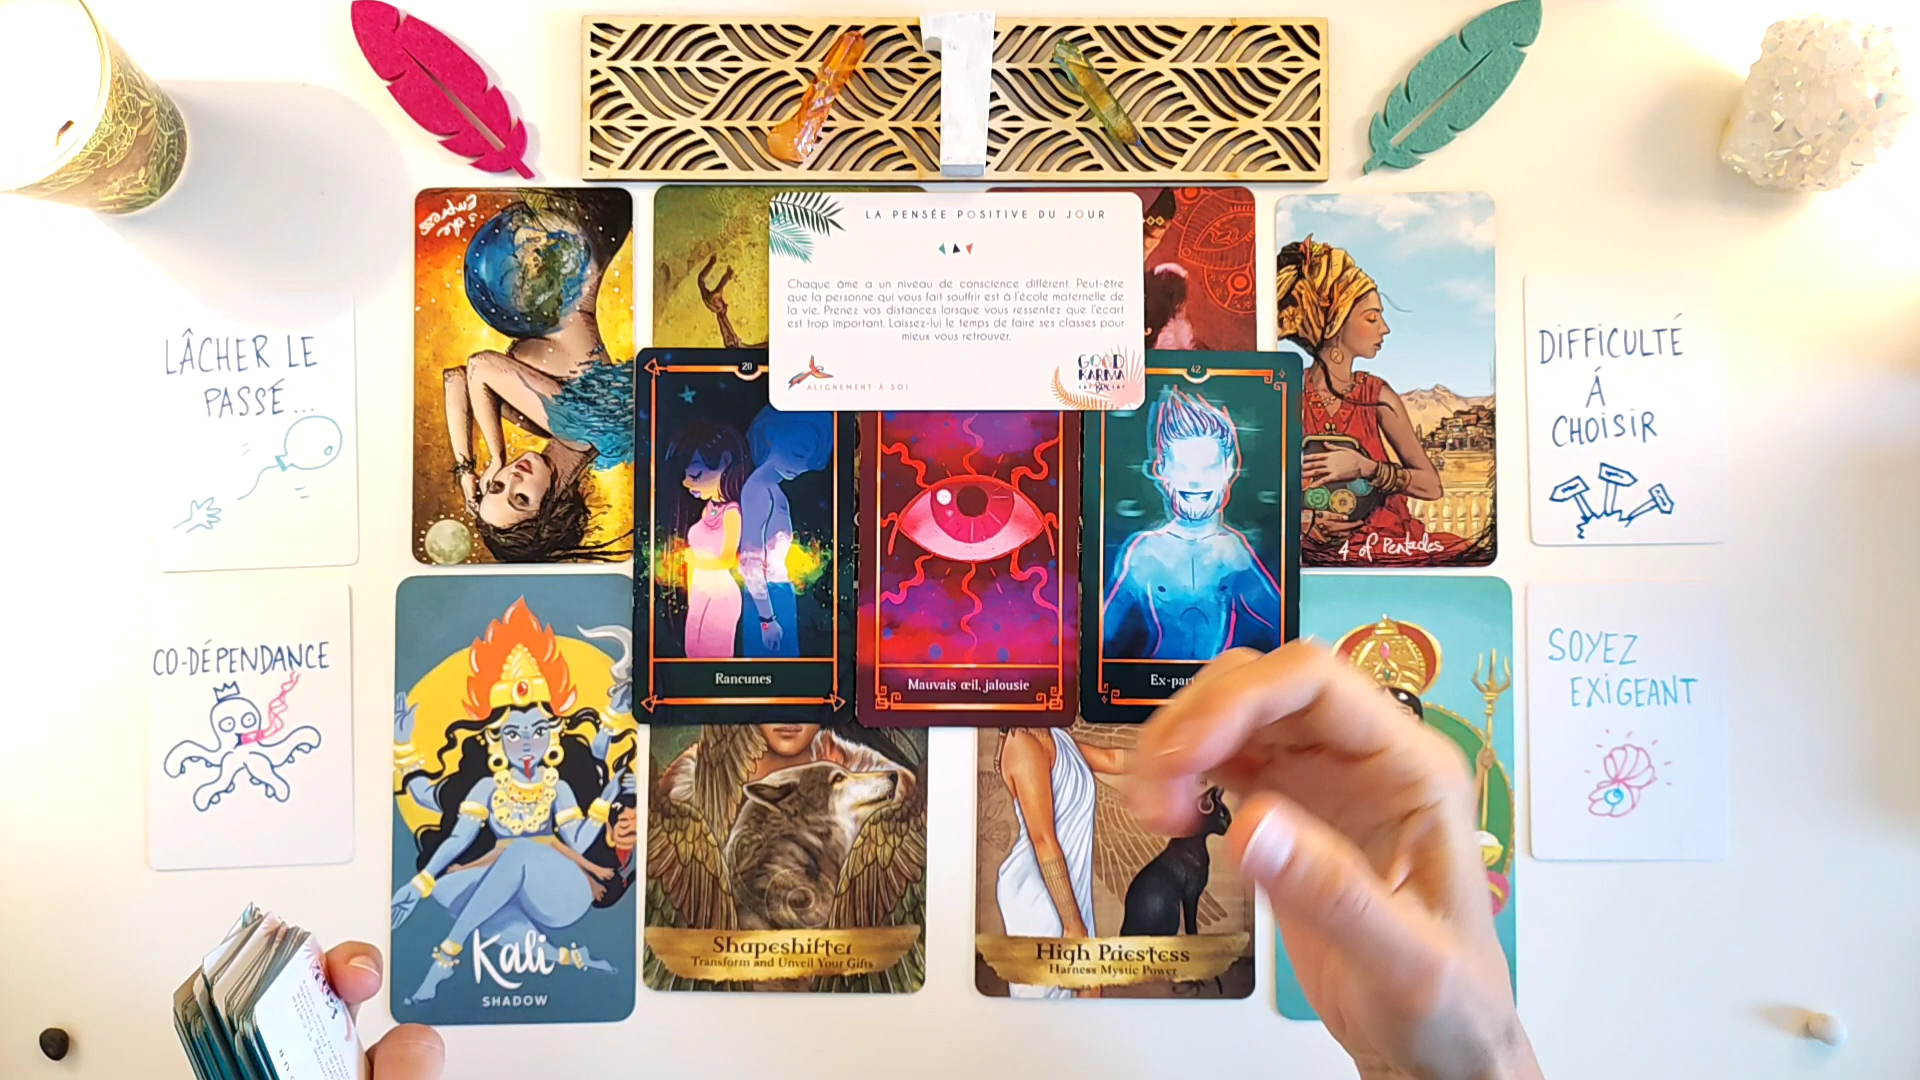 1
the
Empress
LA PENSÉE POSITIVE DU JOUR
Chaque âme a un niveau de conscience différent. Peut-être
que la personne qui vous fait souffrir est à l'école maternelle de
la vie. Prenez vos distances lorsque vous ressentez que l'écart
est trop important. Laissez-lui le temps de faire ses classes pour
mieux vous retrouver.
ALIGNEMENT À SOI
GOOD
KARMA
BOX
LÂCHER LE
PASSÉ...
DIFFICULTÉ
À
CHOISIR
4 of Pentacles
20
42
Rancunes
Mauvais œil, jalousie
Ex-part
CO-DÉPENDANCE
SOYEZ
EXIGEANT
Kali
SHADOW
Shapeshifter
Transform and Unveil Your Gifts
High Priestess
Harness Mystic Power